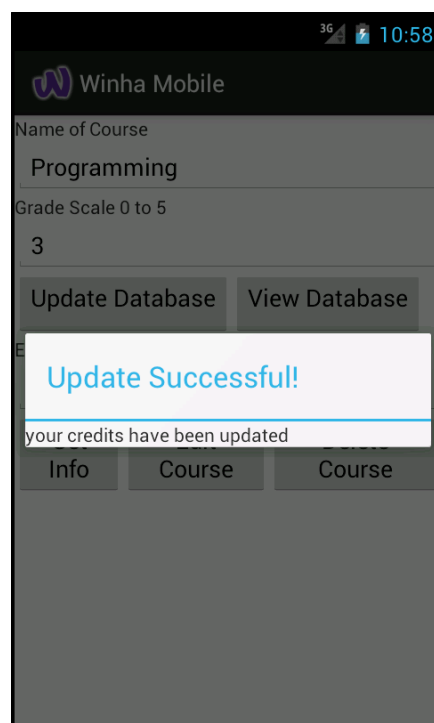 3G 10:58
Winha Mobile
Name of Course
Programming
Grade Scale 0 to 5
3
Update Database View Database
Update Successful!
your credits have been updated
Info Course Course